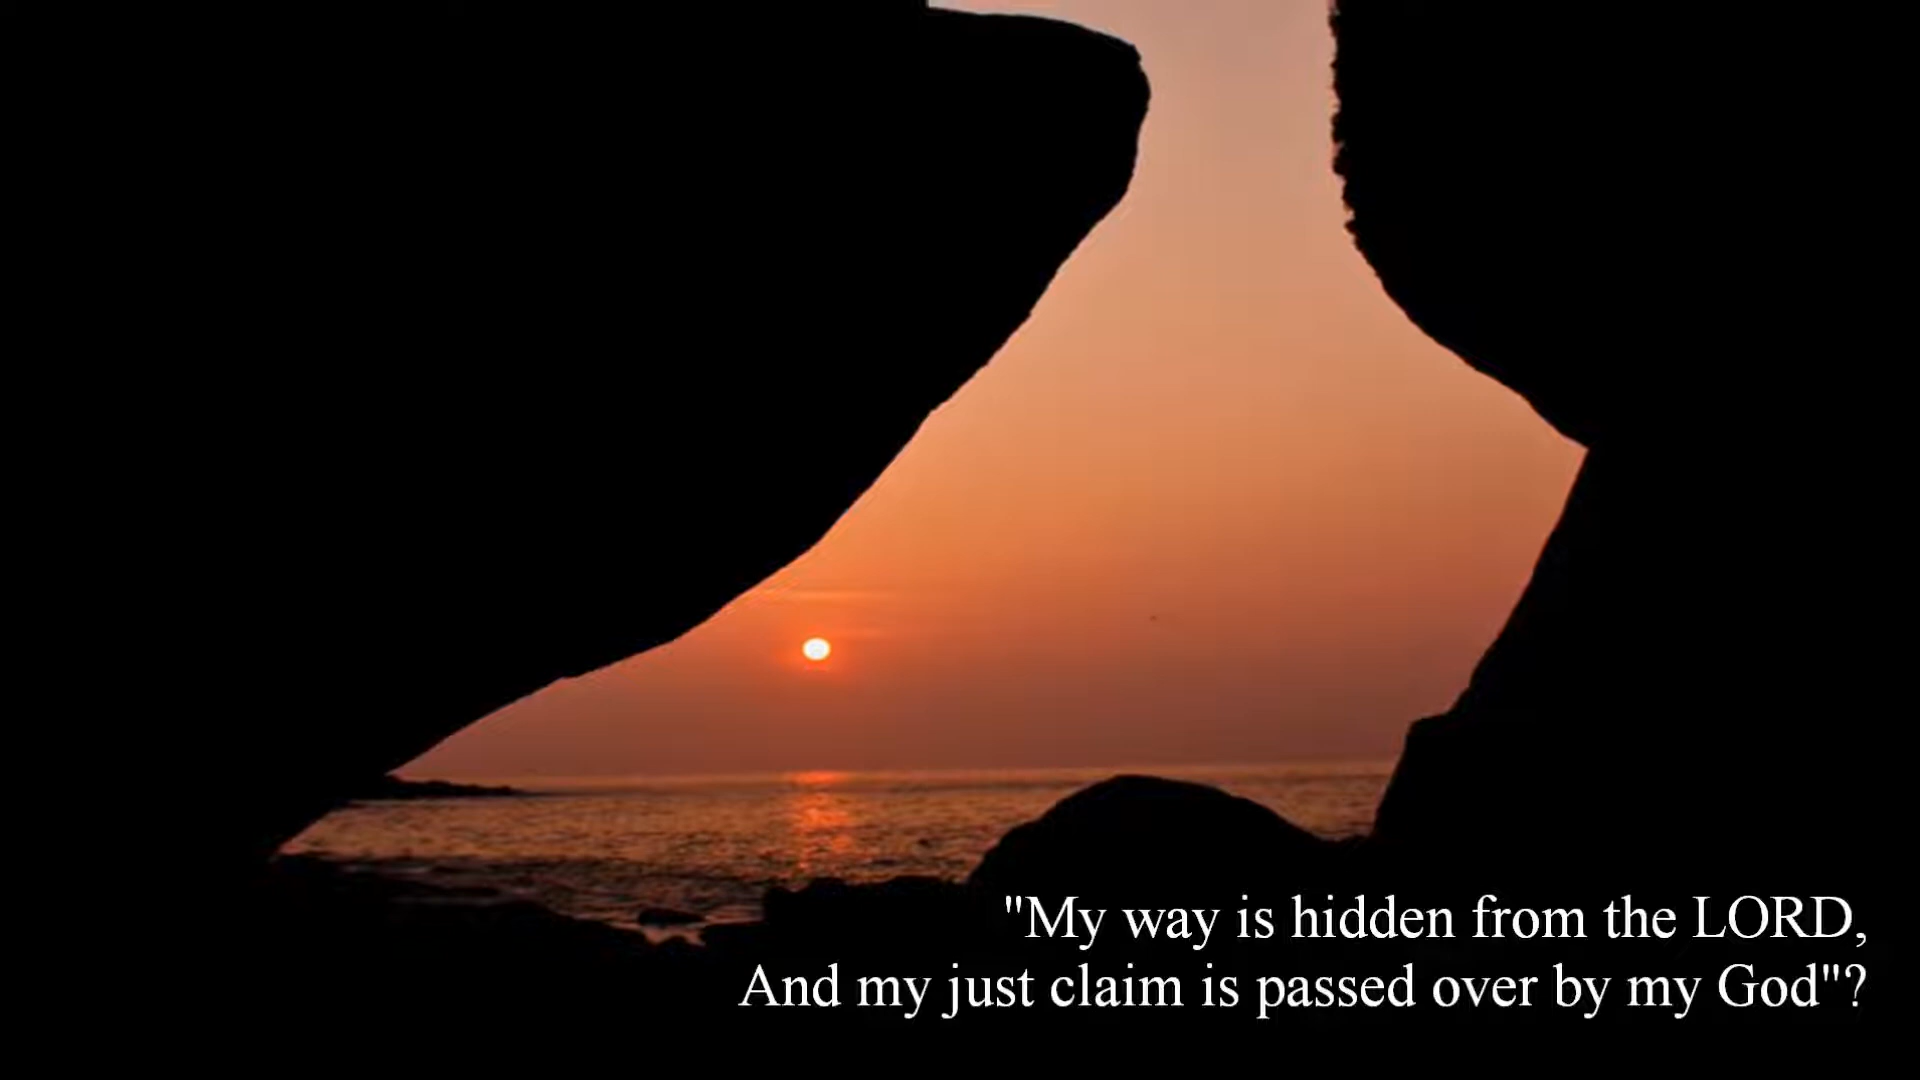 "My way is hidden from the LORD,
And my just claim is passed over by my God"?